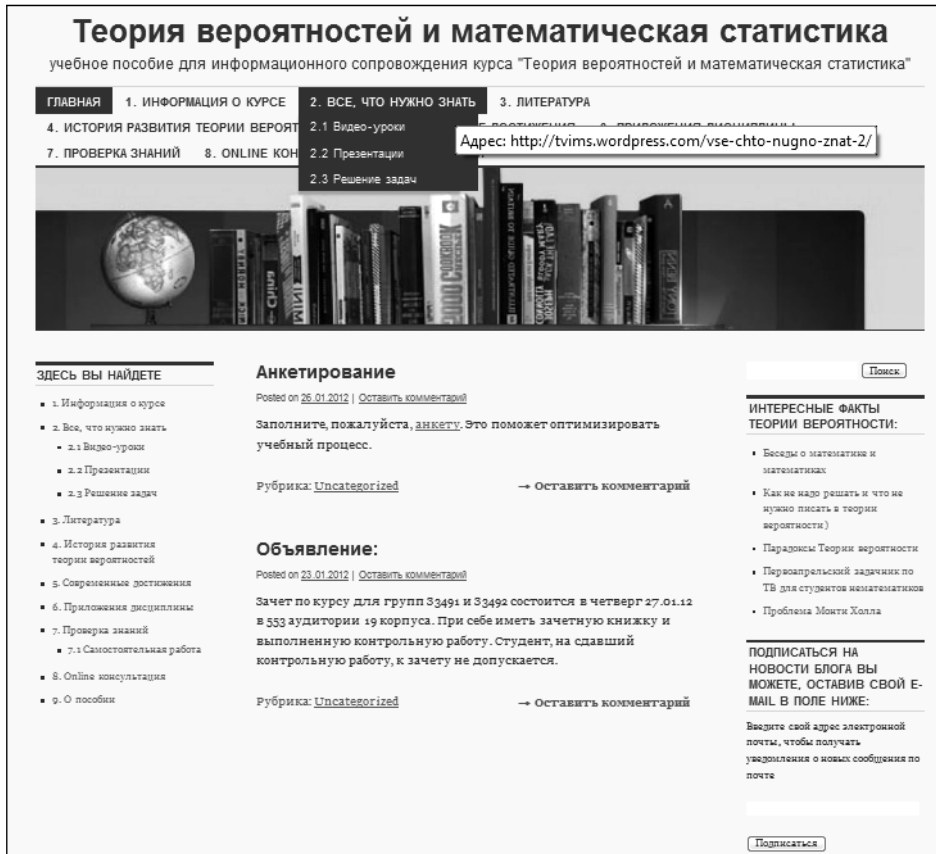 Теория вероятностей и математическая статистика
учебное пособие для информационного сопровождения курса "Теория вероятностей и математическая статистика"
ГЛАВНАЯ 1. ИНФОРМАЦИЯ О КУРСЕ 2. ВСЕ, ЧТО НУЖНО ЗНАТЬ 3. ЛИТЕРАТУРА
4. ИСТОРИЯ РАЗВИТИЯ ТЕОРИИ
7. ПРОВЕРКА ЗНАНИЙ 8. ONLINE
2.1 Видео-уроки
2.2 Презентации
2.3 Решение задач
Адрес: http://tvims.wordpress.com/vse-chto-nugno-znat-2/
ЗДЕСЬ ВЫ НАЙДЕТЕ
1. Информация о курсе
2. Все, что нужно знать
2.1 Видео-уроки
2.2 Презентации
2.3 Решение задач
3. Литература
4. История развития
теории вероятностей
5. Современные достижения
6. Приложения дисциплины
7. Проверка знаний
7.1 Самостоятельная работа
8. Online консультация
9. О пособии
Анкетирование
Posted on 26.01.2012 | Оставить комментарий
Заполните, пожалуйста, анкету. Это поможет оптимизировать
учебный процесс.
Рубрика: Uncategorized → Оставить комментарий
Объявление:
Posted on 23.01.2012 | Оставить комментарий
Зачет по курсу для групп З3491 и З3492 состоится в четверг 27.01.12
в 553 аудитории 19 корпуса. При себе иметь зачетную книжку и
выполненную контрольную работу. Студент, на сдавший
контрольную работу, к зачету не допускается.
Рубрика: Uncategorized → Оставить комментарий
Поиск
ИНТЕРЕСНЫЕ ФАКТЫ
ТЕОРИИ ВЕРОЯТНОСТИ:
Беседы о математике и
математиках
Как не надо решать и что не
нужно писать в теории
вероятности)
Парадоксы Теории вероятности
Первоапрельский задачник по
ТВ для студентов нематематиков
Проблема Монти Холла
ПОДПИСАТЬСЯ НА
НОВОСТИ БЛОГА ВЫ
МОЖЕТЕ, ОСТАВИВ СВОЙ E-
MAIL В ПОЛЕ НИЖЕ:
Введите свой адрес электронной
почты, чтобы получать
уведомления о новых сообщения по
почте
Подписаться